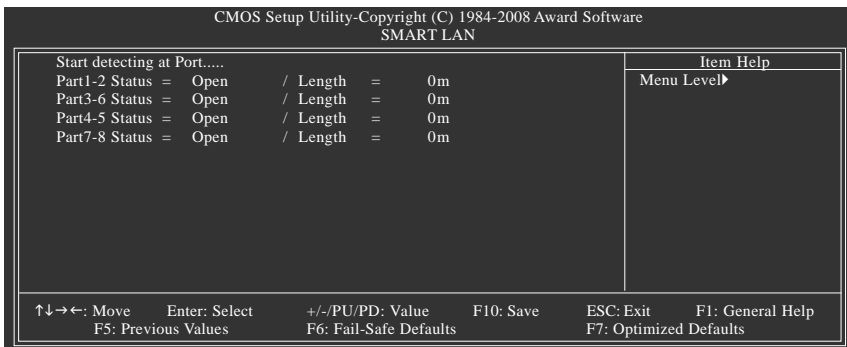 CMOS Setup Utility-Copyright (C) 1984-2008 Award Software
SMART LAN
Start detecting at Port.....
Part1-2 Status = Open / Length = 0m
Part3-6 Status = Open / Length = 0m
Part4-5 Status = Open / Length = 0m
Part7-8 Status = Open / Length = 0m
Item Help
Menu Level▶
↑↓→←: Move Enter: Select +/-/PU/PD: Value F10: Save ESC: Exit F1: General Help
F5: Previous Values F6: Fail-Safe Defaults F7: Optimized Defaults